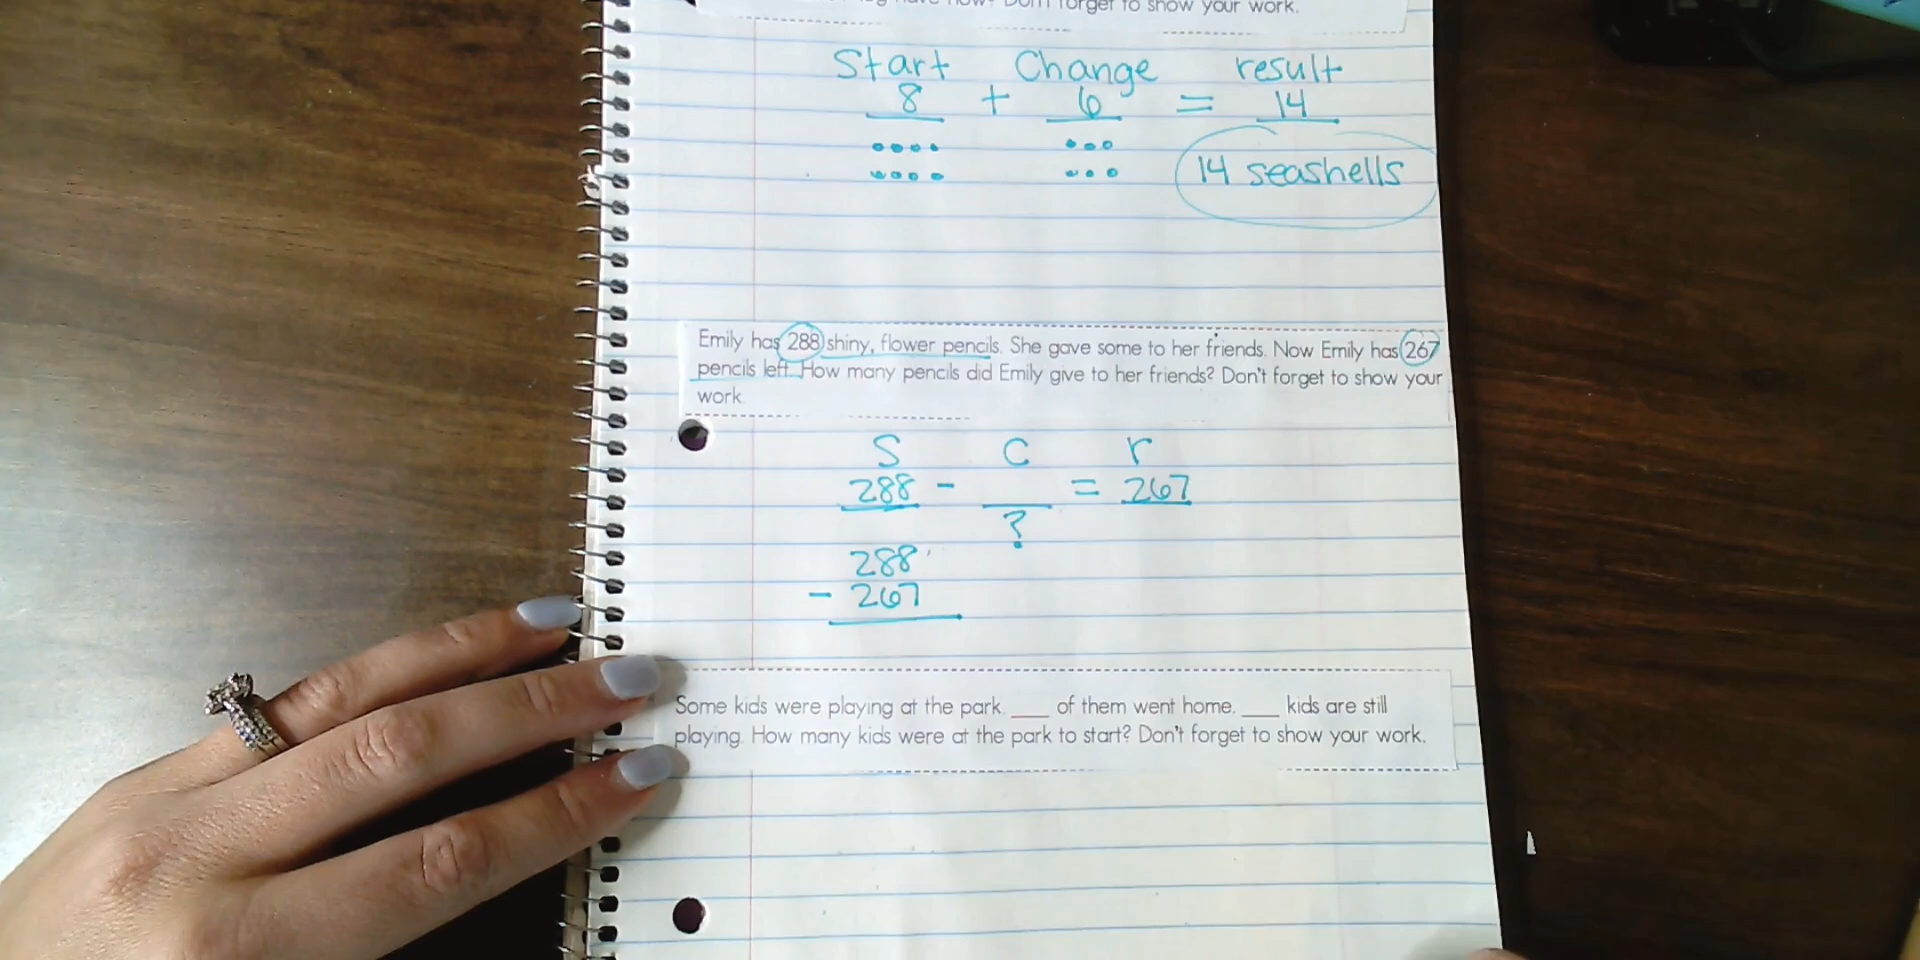 forget to show your work.
Start Change result
8 + 6 = 14
14 seashells
Emily has 288 shiny, flower pencils. She gave some to her friends. Now Emily has 267
pencils left. How many pencils did Emily give to her friends? Don't forget to show your
work
S C r
288 - ___ = 267
?
288
- 267
Some kids were playing at the park. ___ of them went home. ___ kids are still
playing. How many kids were at the park to start? Don't forget to show your work.